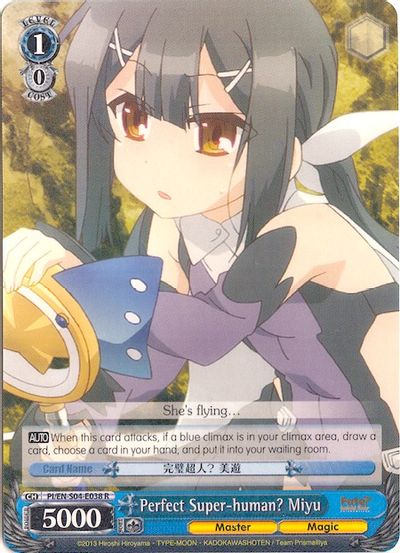 LEVEL
1
0
COST
She's flying...
AUTO When this card attacks, if a blue climax is in your climax area, draw a
card, choose a card in your hand, and put it into your waiting room.
Card Name 完璧超人? 美遊
CH PI/EN-S04-E038 R
Perfect Super-human? Miyu
POWER 5000
Master Magic
©2013 Hiroshi Hiroyama · TYPE-MOON · KADOKAWASHOTEN / Team Prismaillya